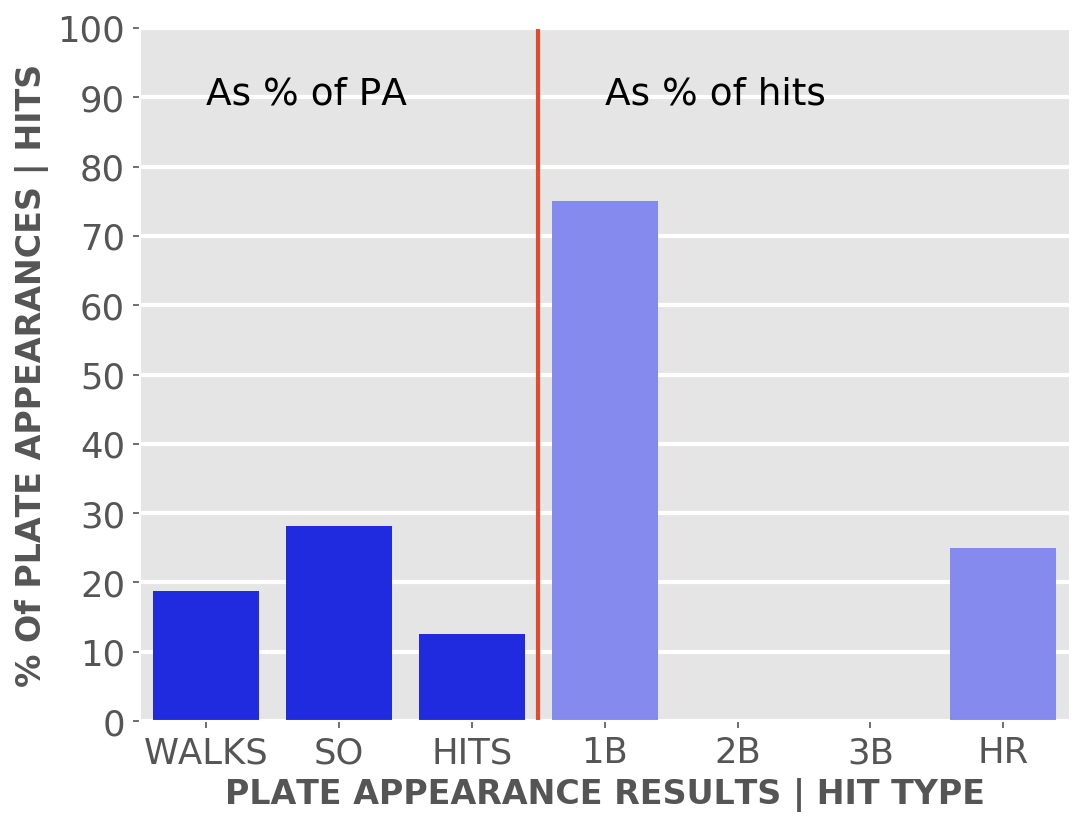 100
90
80
70
60
50
40
30
20
10
0
% Of PLATE APPEARANCES | HITS
As % of PA
As % of hits
WALKS SO HITS 1B 2B 3B HR
PLATE APPEARANCE RESULTS | HIT TYPE